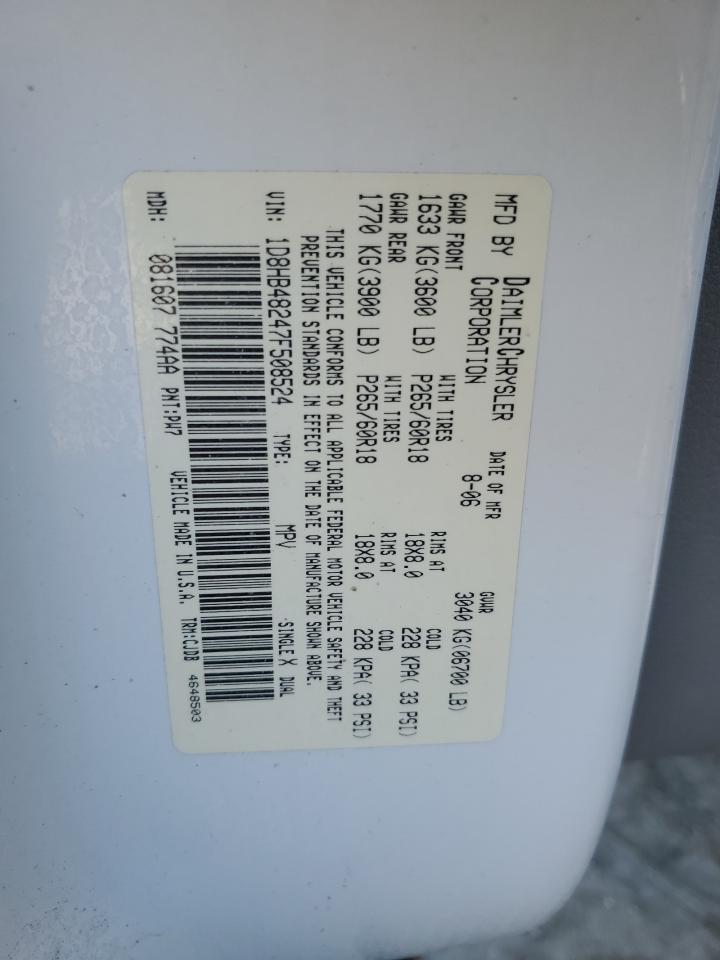 MFD BY DAIMLERCHRYSLER CORPORATION
DATE OF MFR 8-06
GVWR 3040 KG(06700 LB)
GAWR FRONT WITH TIRES RIMS AT COLD
1633 KG(3600 LB) P265/60R18 18X8.0 228 KPA( 33 PSI)
GAWR REAR WITH TIRES RIMS AT COLD
1770 KG(3900 LB) P265/60R18 18X8.0 228 KPA( 33 PSI)
THIS VEHICLE CONFORMS TO ALL APPLICABLE FEDERAL MOTOR VEHICLE SAFETY AND THEFT
PREVENTION STANDARDS IN EFFECT ON THE DATE OF MANUFACTURE SHOWN ABOVE.
VIN: 1D8HB48247F508524 TYPE: MPV SINGLE X DUAL
MDH: 081607 774AA PNT:PW7 VEHICLE MADE IN U.S.A. TRM:CJDB 4648503